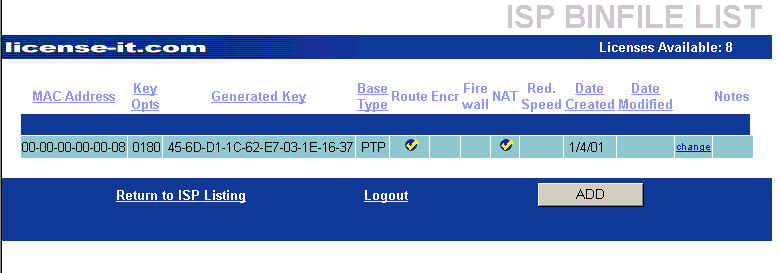 ISP BINFILE LIST
license-it.com Licenses Available: 8
MAC Address Key Opts Generated Key Base Type Route Encr Fire wall NAT Red. Speed Date Created Date Modified Notes
00-00-00-00-00-08 0180 45-6D-D1-1C-62-E7-03-1E-16-37 PTP 1/4/01 change
Return to ISP Listing Logout ADD